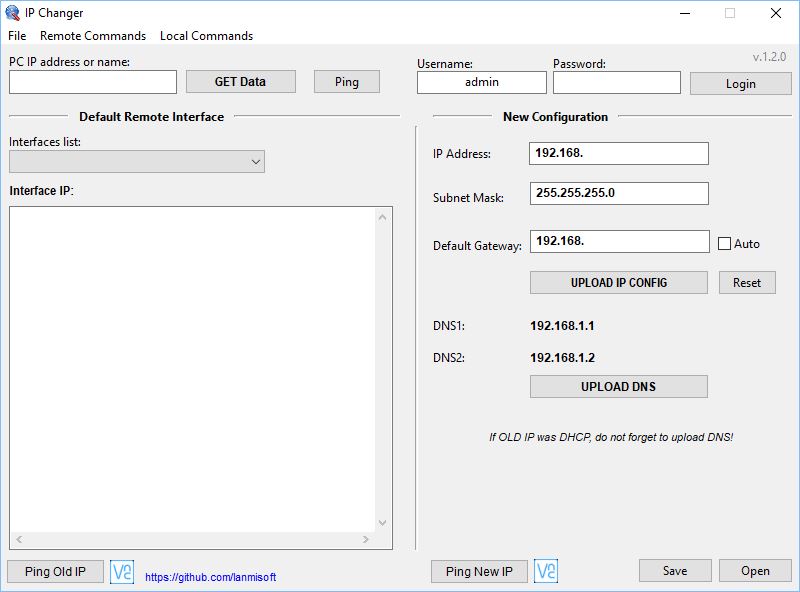 IP Changer
File Remote Commands Local Commands
v.1.2.0
PC IP address or name:
GET Data
Ping
Username:
admin
Password:
Login
Default Remote Interface
Interfaces list:
Interface IP:
New Configuration
IP Address: 192.168.
Subnet Mask: 255.255.255.0
Default Gateway: 192.168. Auto
UPLOAD IP CONFIG Reset
DNS1: 192.168.1.1
DNS2: 192.168.1.2
UPLOAD DNS
If OLD IP was DHCP, do not forget to upload DNS!
Ping Old IP
https://github.com/lanmisoft
Ping New IP
Save Open